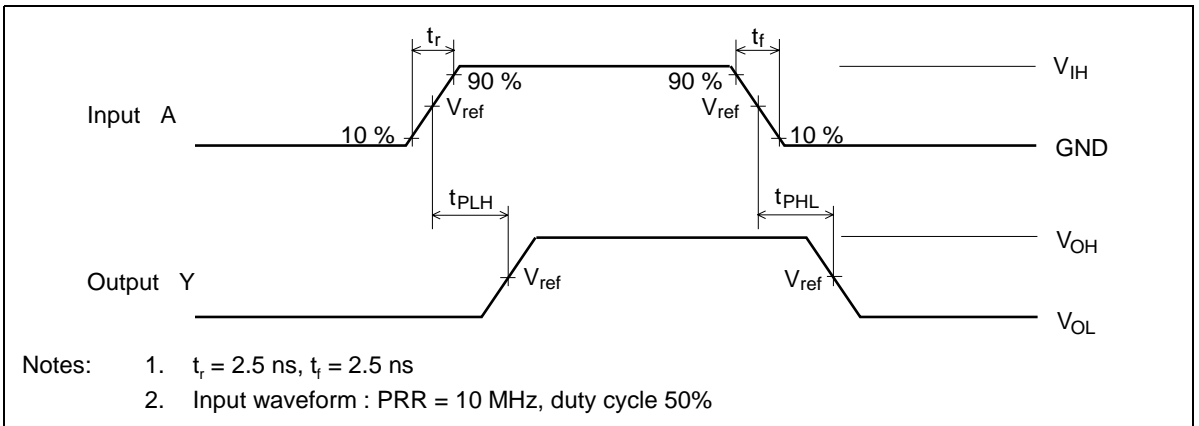 tr tf
VIH
90 % 90 %
Input A Vref Vref
10 % 10 %
GND
tPLH tPHL
VOH
Output Y Vref Vref
VOL
Notes: 1. tr = 2.5 ns, tf = 2.5 ns
2. Input waveform : PRR = 10 MHz, duty cycle 50%